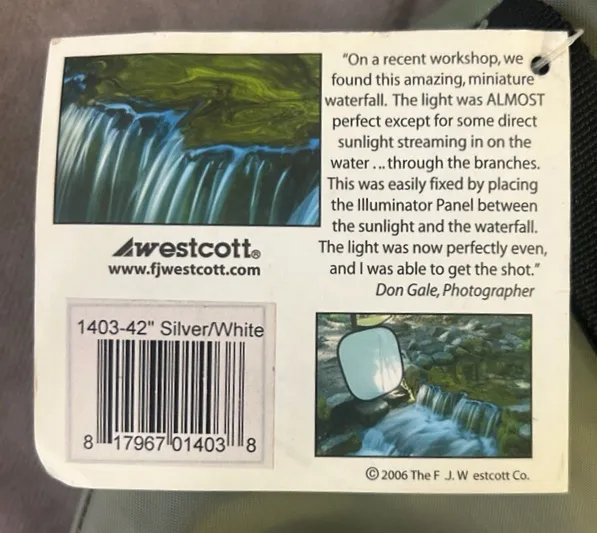 "On a recent workshop, we
found this amazing, miniature
waterfall. The light was ALMOST
perfect except for some direct
sunlight streaming in on the
water ... through the branches.
This was easily fixed by placing
the Illuminator Panel between
the sunlight and the waterfall.
The light was now perfectly even,
and I was able to get the shot."
Don Gale, Photographer
westcott®
www.fjwestcott.com
1403-42" Silver/White
8 17967 01403 8
© 2006 The F .J. W estcott Co.